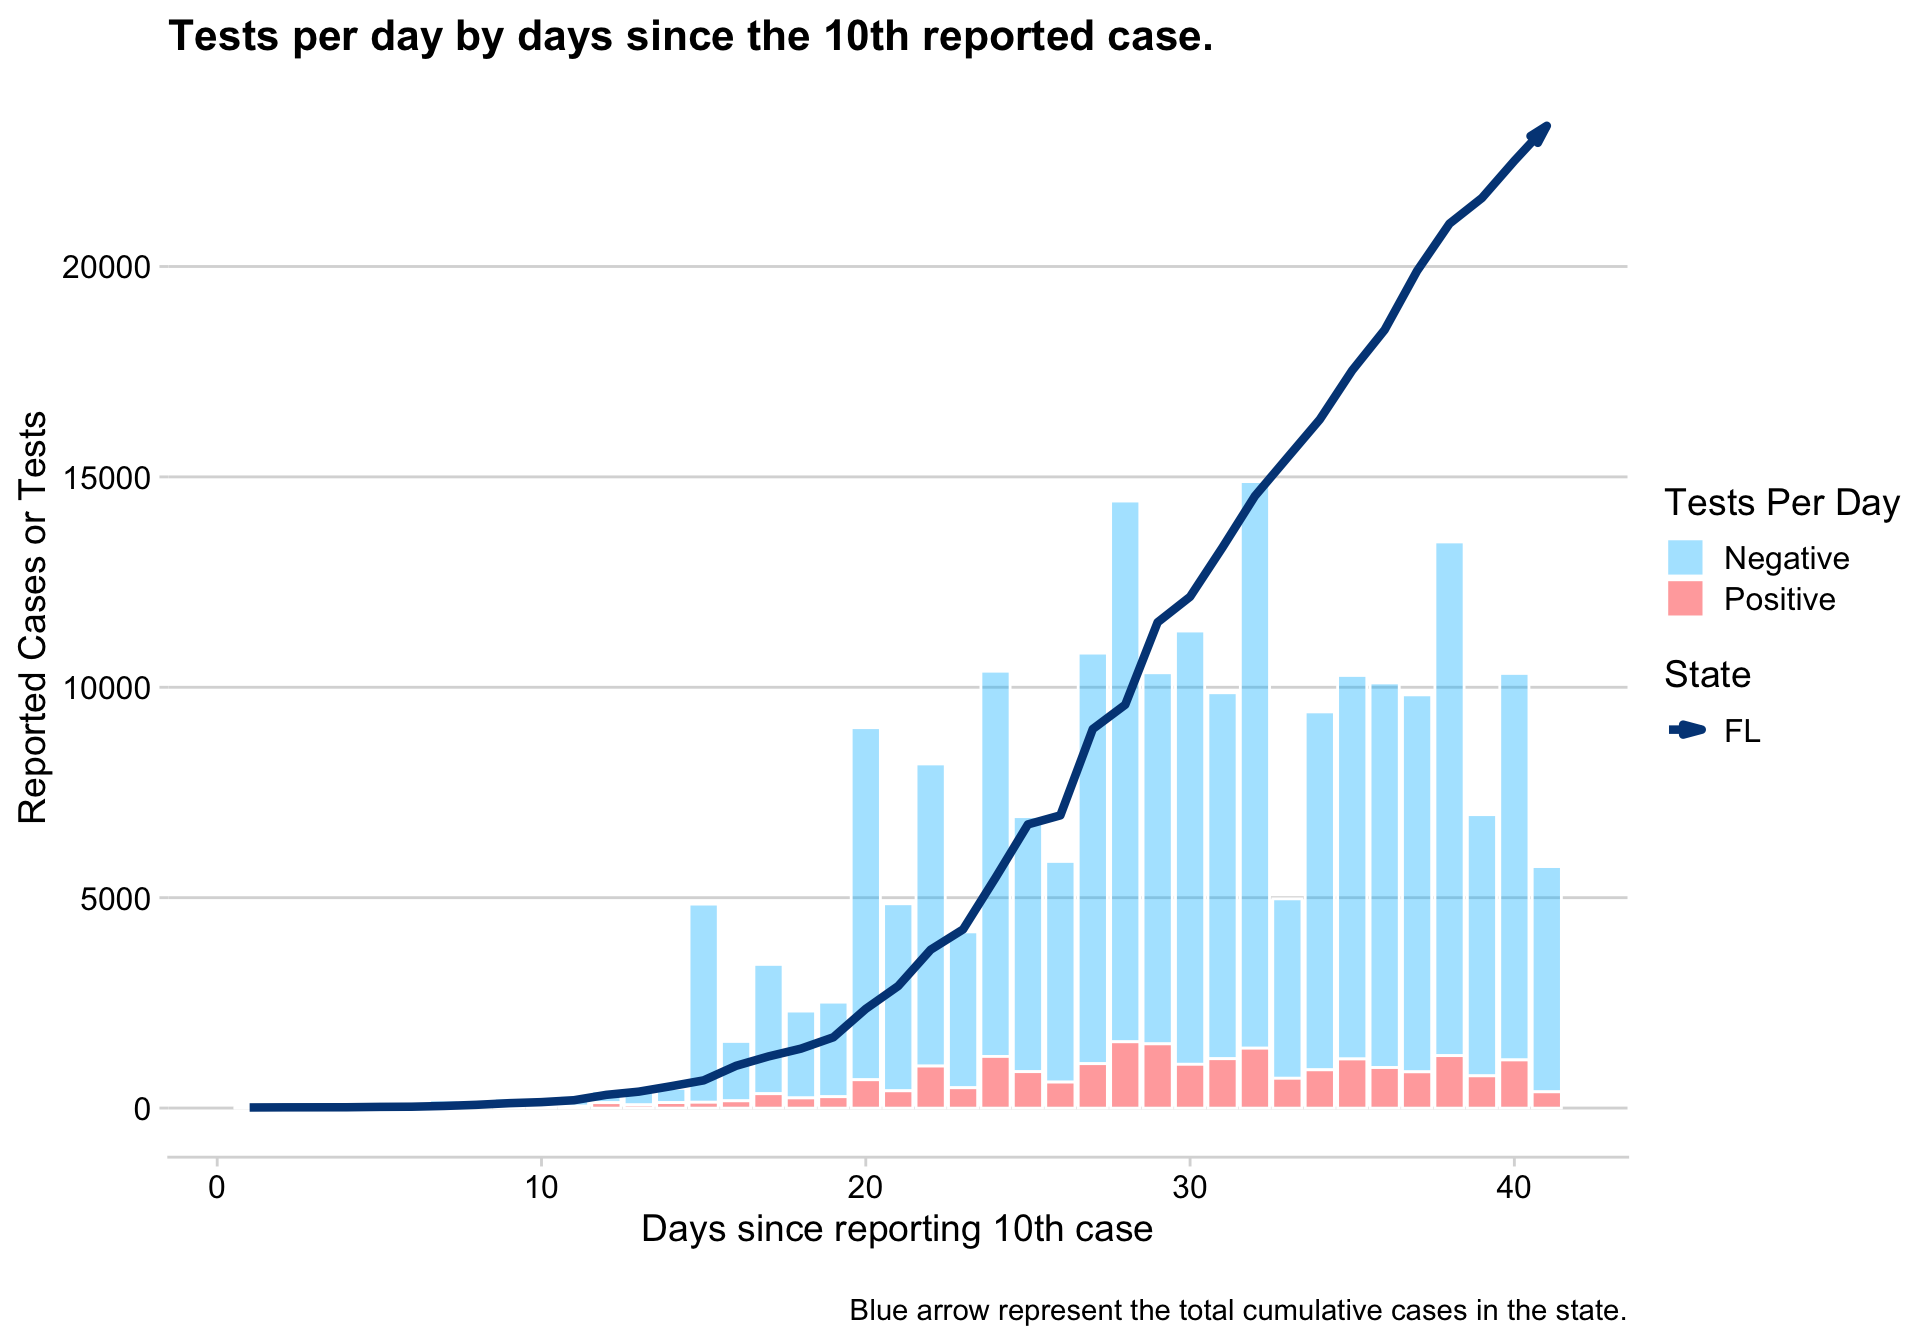 Tests per day by days since the 10th reported case.
Reported Cases or Tests
20000
15000
10000
5000
0
0 10 20 30 40
Days since reporting 10th case
Tests Per Day
Negative
Positive
State
FL
Blue arrow represent the total cumulative cases in the state.